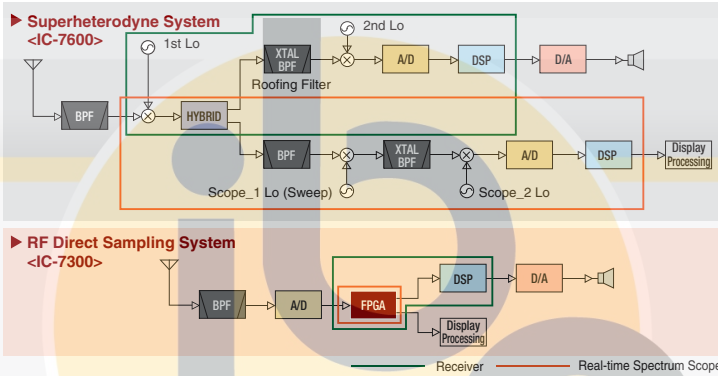 Superheterodyne System
<IC-7600>
1st Lo
2nd Lo
XTAL
BPF
A/D
DSP
D/A
Roofing Filter
BPF
HYBRID
BPF
XTAL
BPF
A/D
DSP
Display
Processing
Scope_1 Lo (Sweep)
Scope_2 Lo
RF Direct Sampling System
<IC-7300>
DSP
D/A
BPF
A/D
FPGA
Display
Processing
Receiver
Real-time Spectrum Scope